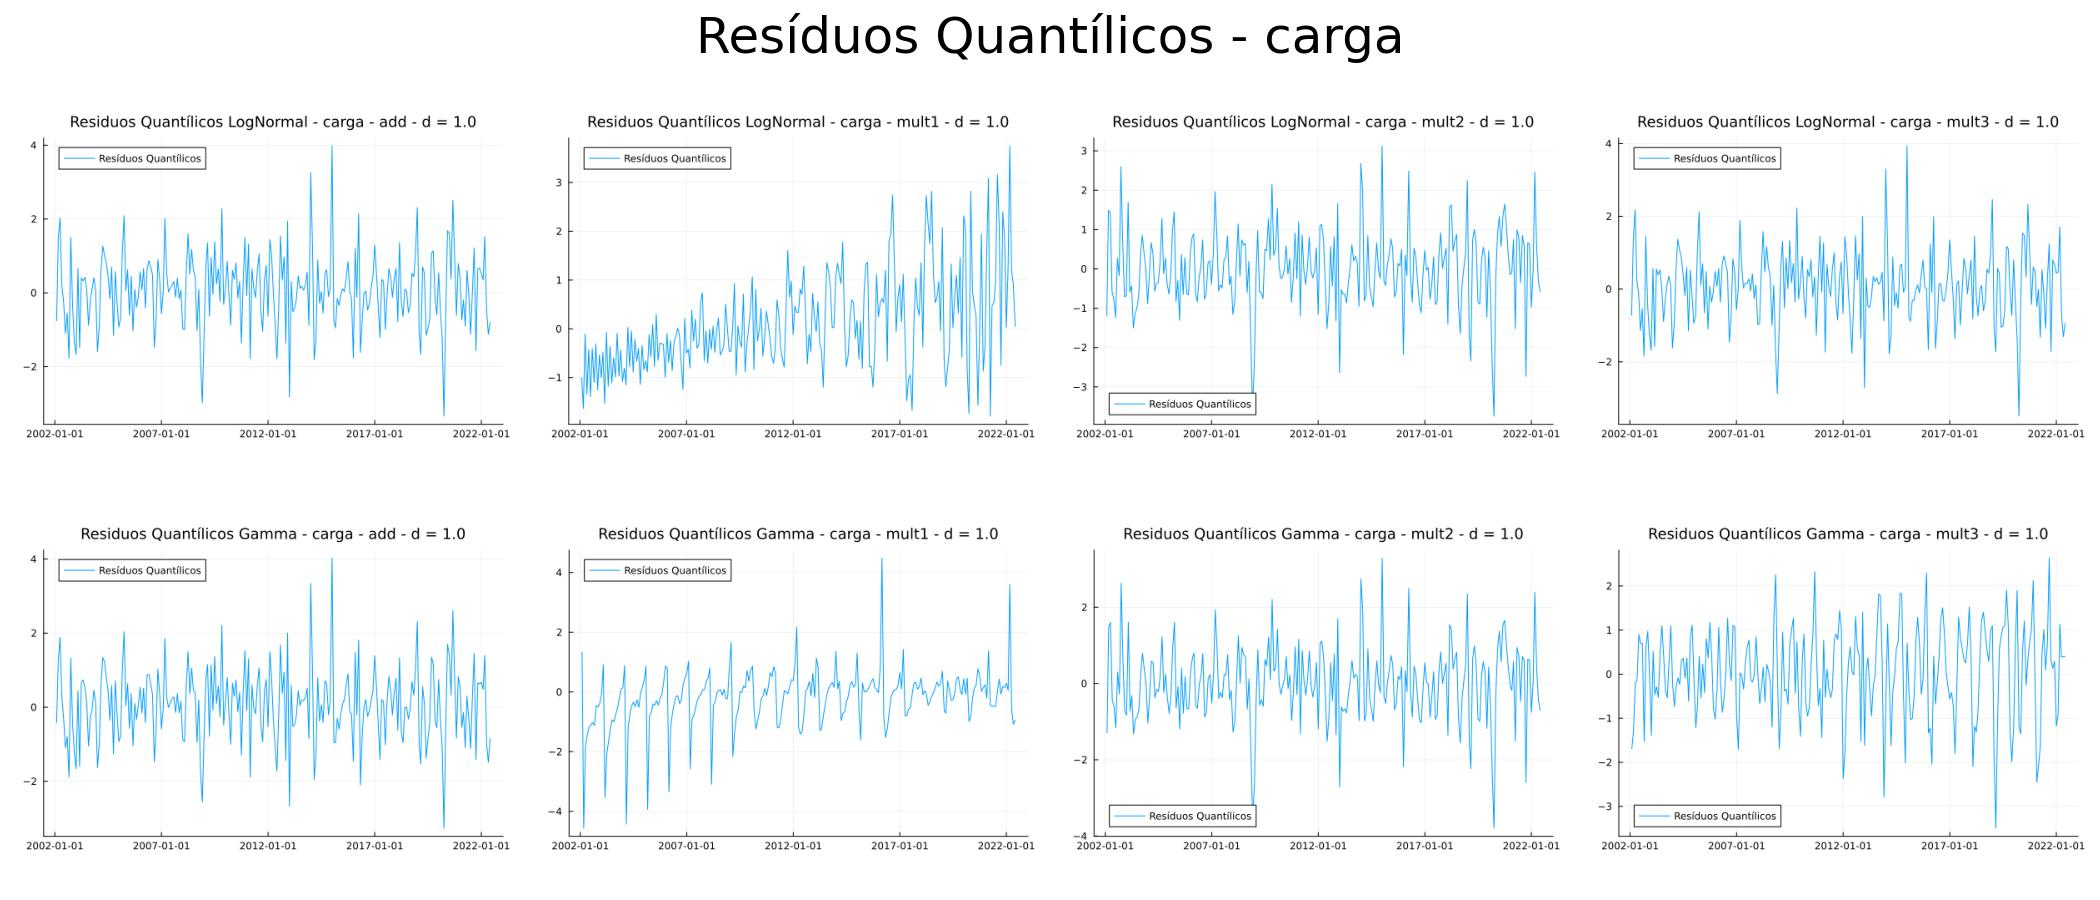 Resíduos Quantílicos - carga
Residuos Quantílicos LogNormal - carga - add - d = 1.0
Resíduos Quantílicos
4
2
0
−2
2002-01-01 2007-01-01 2012-01-01 2017-01-01 2022-01-01
Residuos Quantílicos LogNormal - carga - mult1 - d = 1.0
Resíduos Quantílicos
3
2
1
0
−1
2002-01-01 2007-01-01 2012-01-01 2017-01-01 2022-01-01
Residuos Quantílicos LogNormal - carga - mult2 - d = 1.0
3
2
1
0
−1
−2
−3
Resíduos Quantílicos
2002-01-01 2007-01-01 2012-01-01 2017-01-01 2022-01-01
Residuos Quantílicos LogNormal - carga - mult3 - d = 1.0
4
Resíduos Quantílicos
2
0
−2
2002-01-01 2007-01-01 2012-01-01 2017-01-01 2022-01-01
Residuos Quantílicos Gamma - carga - add - d = 1.0
4
Resíduos Quantílicos
2
0
−2
2002-01-01 2007-01-01 2012-01-01 2017-01-01 2022-01-01
Residuos Quantílicos Gamma - carga - mult1 - d = 1.0
Resíduos Quantílicos
4
2
0
−2
−4
2002-01-01 2007-01-01 2012-01-01 2017-01-01 2022-01-01
Residuos Quantílicos Gamma - carga - mult2 - d = 1.0
2
0
−2
Resíduos Quantílicos
−4
2002-01-01 2007-01-01 2012-01-01 2017-01-01 2022-01-01
Residuos Quantílicos Gamma - carga - mult3 - d = 1.0
2
1
0
−1
−2
−3
Resíduos Quantílicos
2002-01-01 2007-01-01 2012-01-01 2017-01-01 2022-01-01